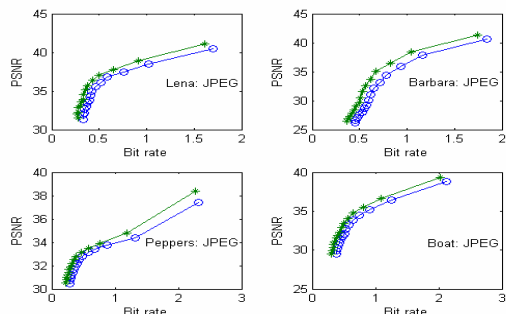 45
40
35
30
PSNR
0 0.5 1 1.5 2
Bit rate
Lena: JPEG
45
40
35
30
25
PSNR
0 0.5 1 1.5 2
Bit rate
Barbara: JPEG
40
38
36
34
32
30
PSNR
0 1 2 3
Bit rate
Peppers: JPEG
40
35
30
25
PSNR
0 1 2 3
Bit rate
Boat: JPEG